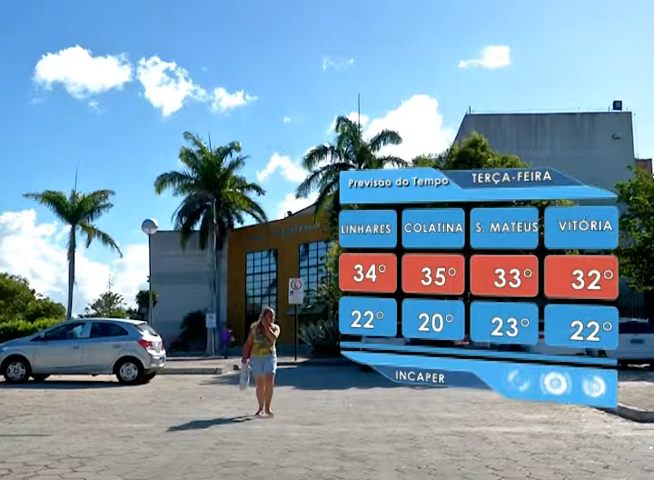 Previsão do Tempo TERÇA-FEIRA
LINHARES COLATINA S. MATEUS VITÓRIA
34° 35° 33° 32°
22° 20° 23° 22°
INCAPER